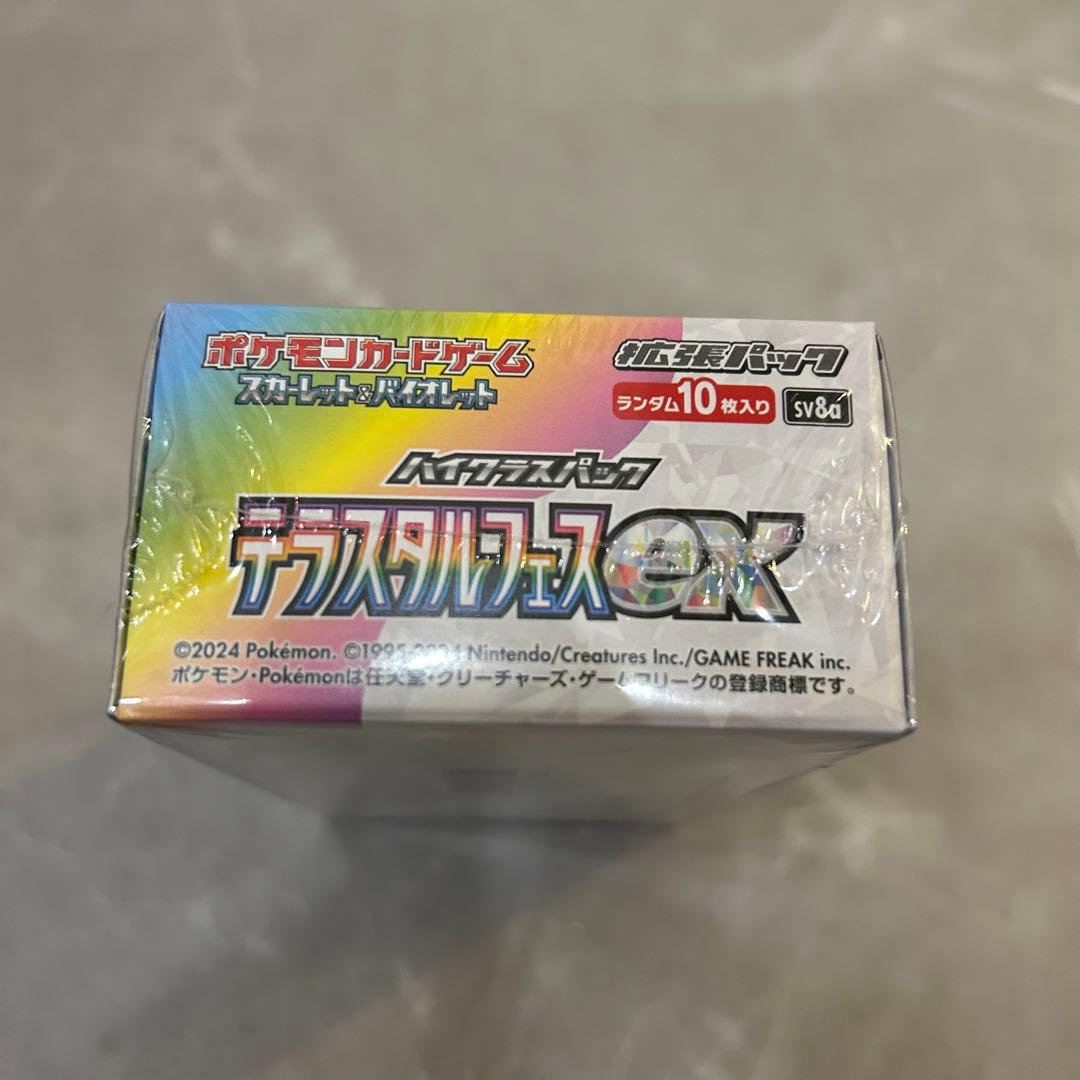 ポケモンカードゲーム™
スカーレット&バイオレット
拡張パック
ランダム10枚入り SV8a
ハイクラスパック
テラスタルフェスex
©2024 Pokémon. ©1995-2024 Nintendo/Creatures Inc./GAME FREAK inc.
ポケモン・Pokémonは任天堂・クリーチャーズ・ゲームフリークの登録商標です。